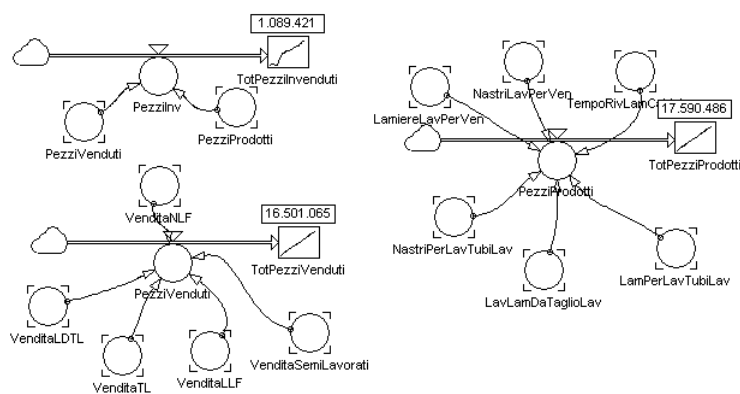 1.089.421
TotPezziInvenduti
PezziInv
PezziVenduti
PezziProdotti
VenditaNLF
16.501.065
TotPezziVenduti
PezziVenduti
VenditaLDTL
VenditaTL
VenditaLLF
VenditaSemiLavorati
NastriLavPerVen
LamiereLavPerVen
17.590.486
TotPezziProdotti
PezziProdotti
NastriPerLavTubiLav
LavLamDaTaglioLav
LamPerLavTubiLav